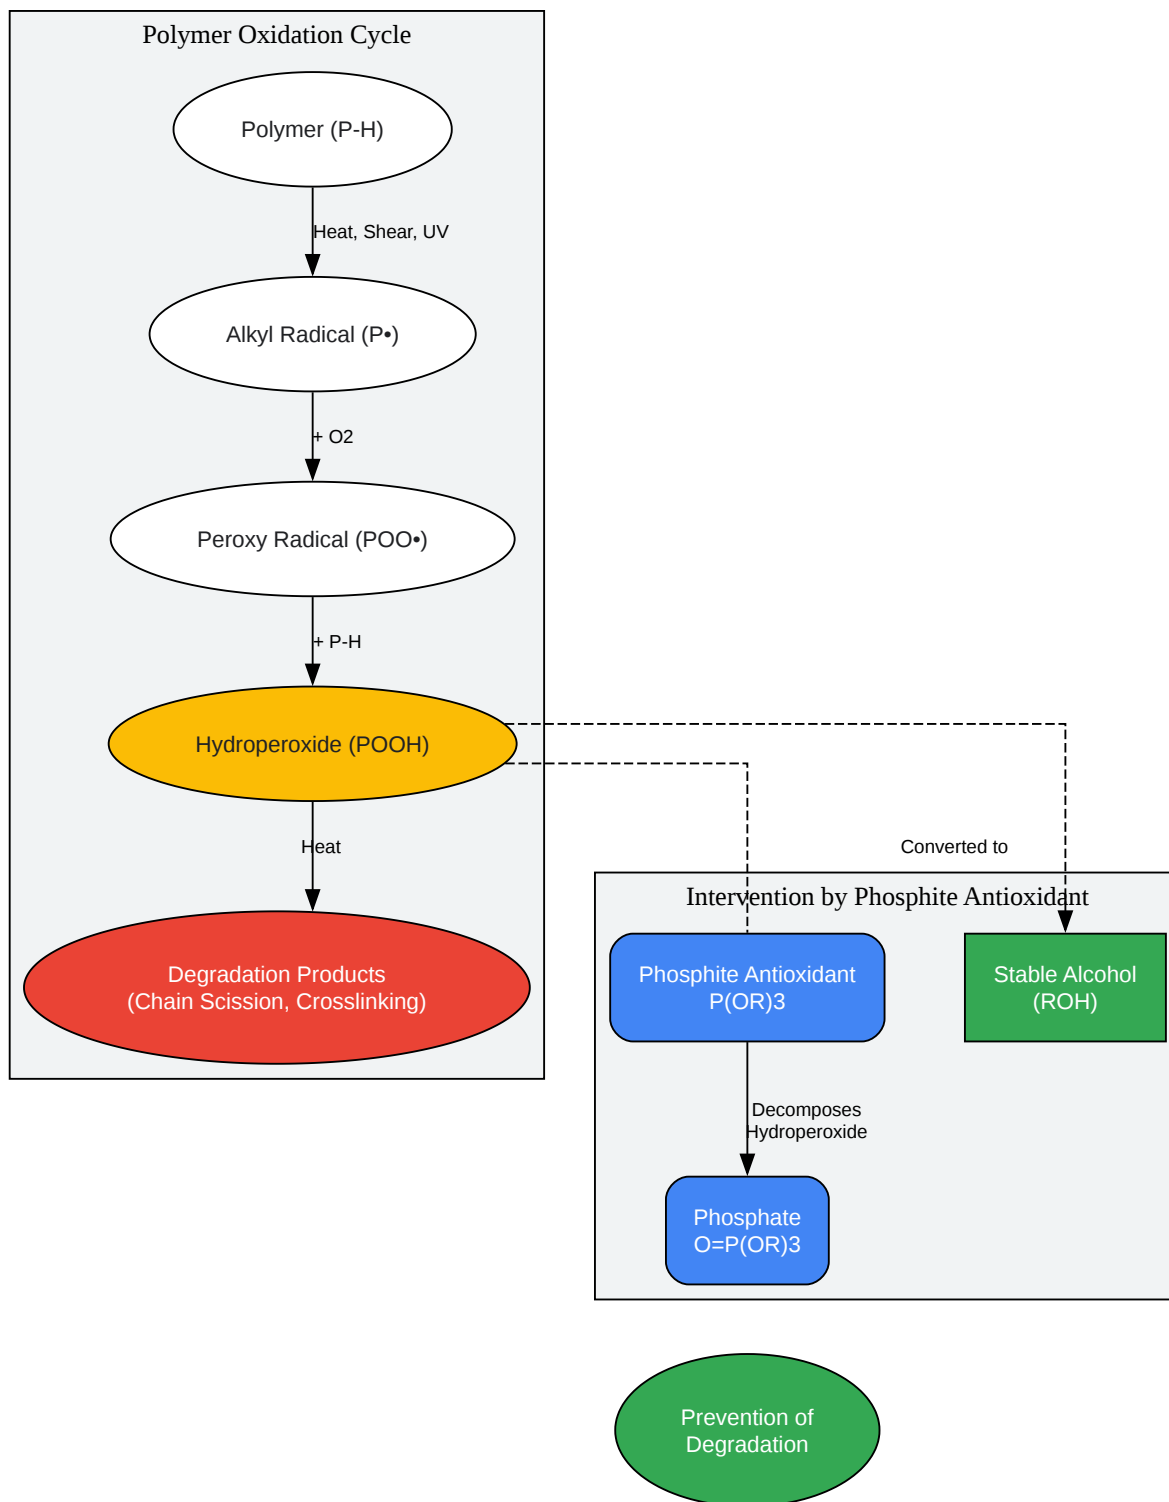 Polymer Oxidation Cycle
Polymer (P-H)
Heat, Shear, UV
Alkyl Radical (P•)
+ O2
Peroxy Radical (POO•)
+ P-H
Hydroperoxide (POOH)
Heat
Degradation Products
(Chain Scission, Crosslinking)
Converted to
Intervention by Phosphite Antioxidant
Phosphite Antioxidant
P(OR)3
Stable Alcohol
(ROH)
Decomposes
Hydroperoxide
Phosphate
O=P(OR)3
Prevention of
Degradation